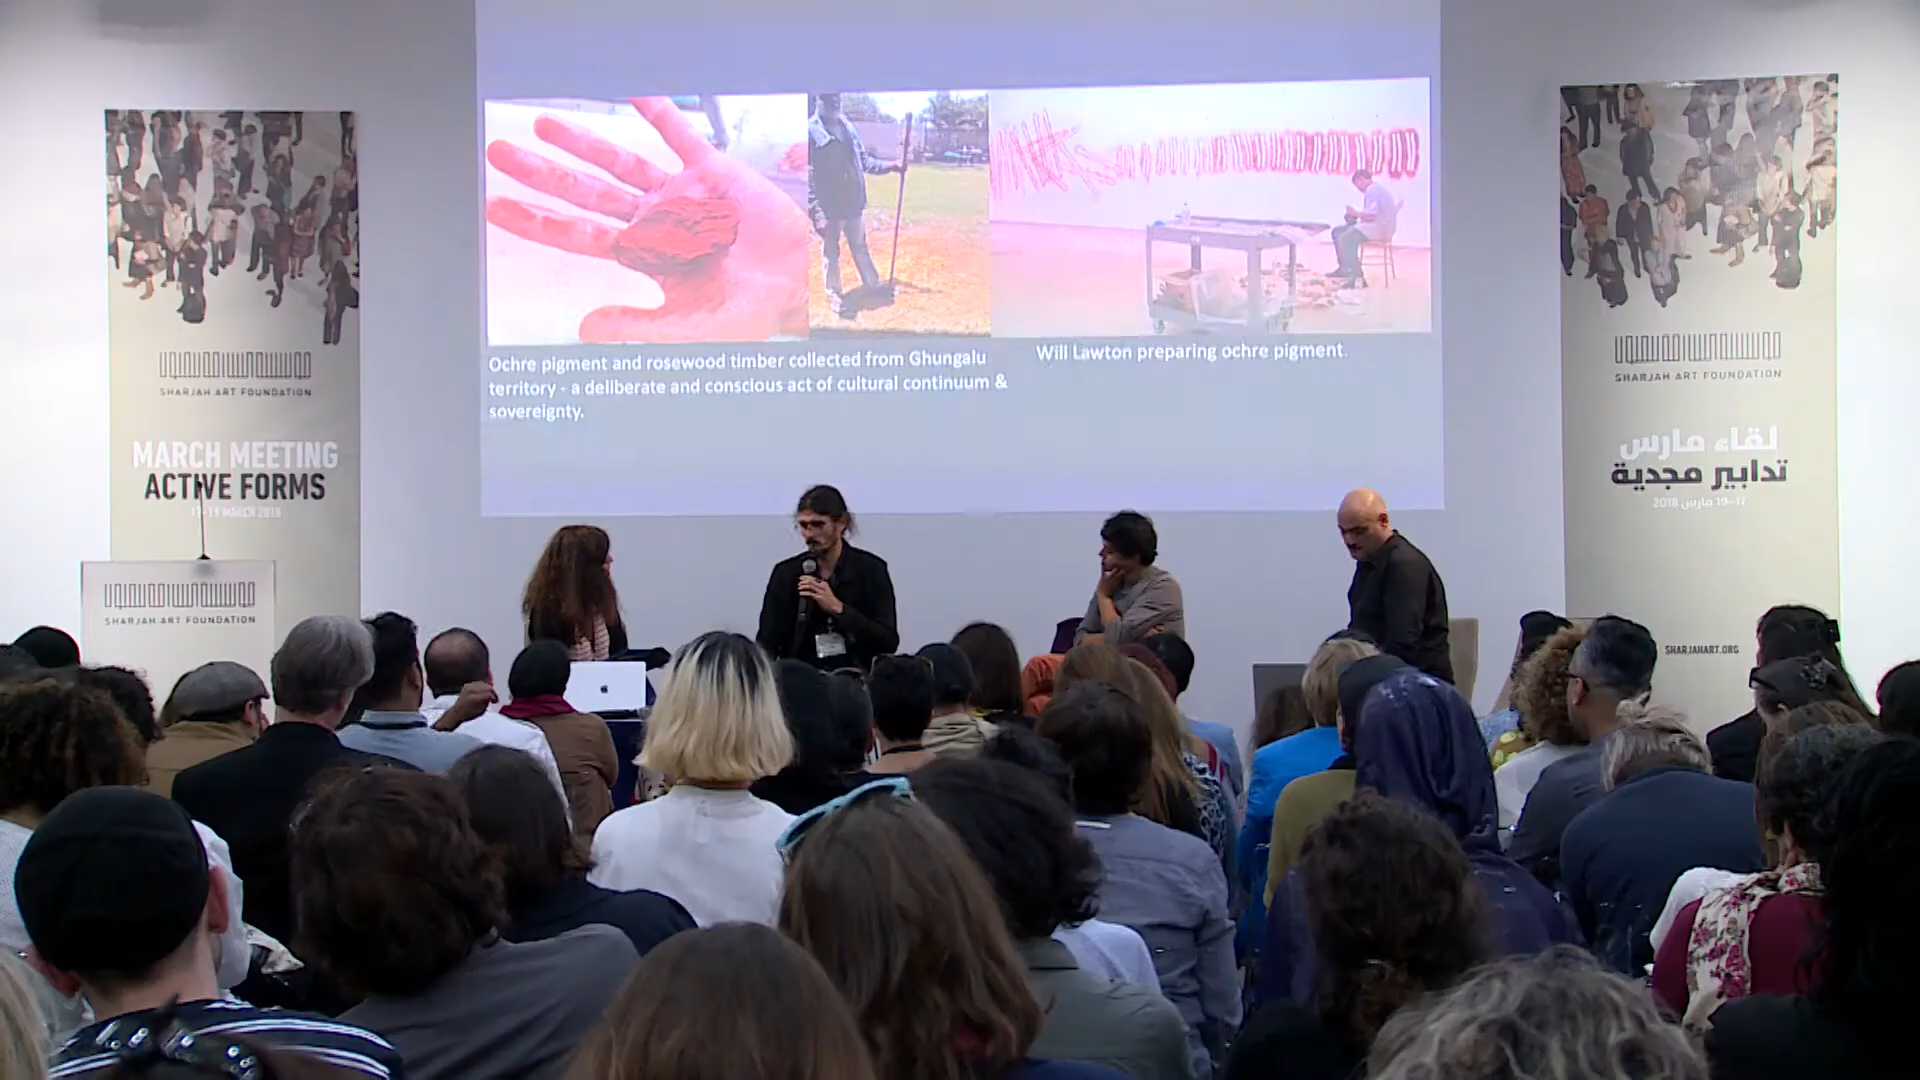 Ochre pigment and rosewood timber collected from Ghungalu
territory - a deliberate and conscious act of cultural continuum &
sovereignty.
Will Lawton preparing ochre pigment.
SHARJAH ART FOUNDATION
MARCH MEETING
ACTIVE FORMS
17–19 MARCH 2018
SHARJAH ART FOUNDATION
SHARJAH ART FOUNDATION
لقاء مارس
تدابير مجدية
17–19 مارس 2018
SHARJAHART.ORG